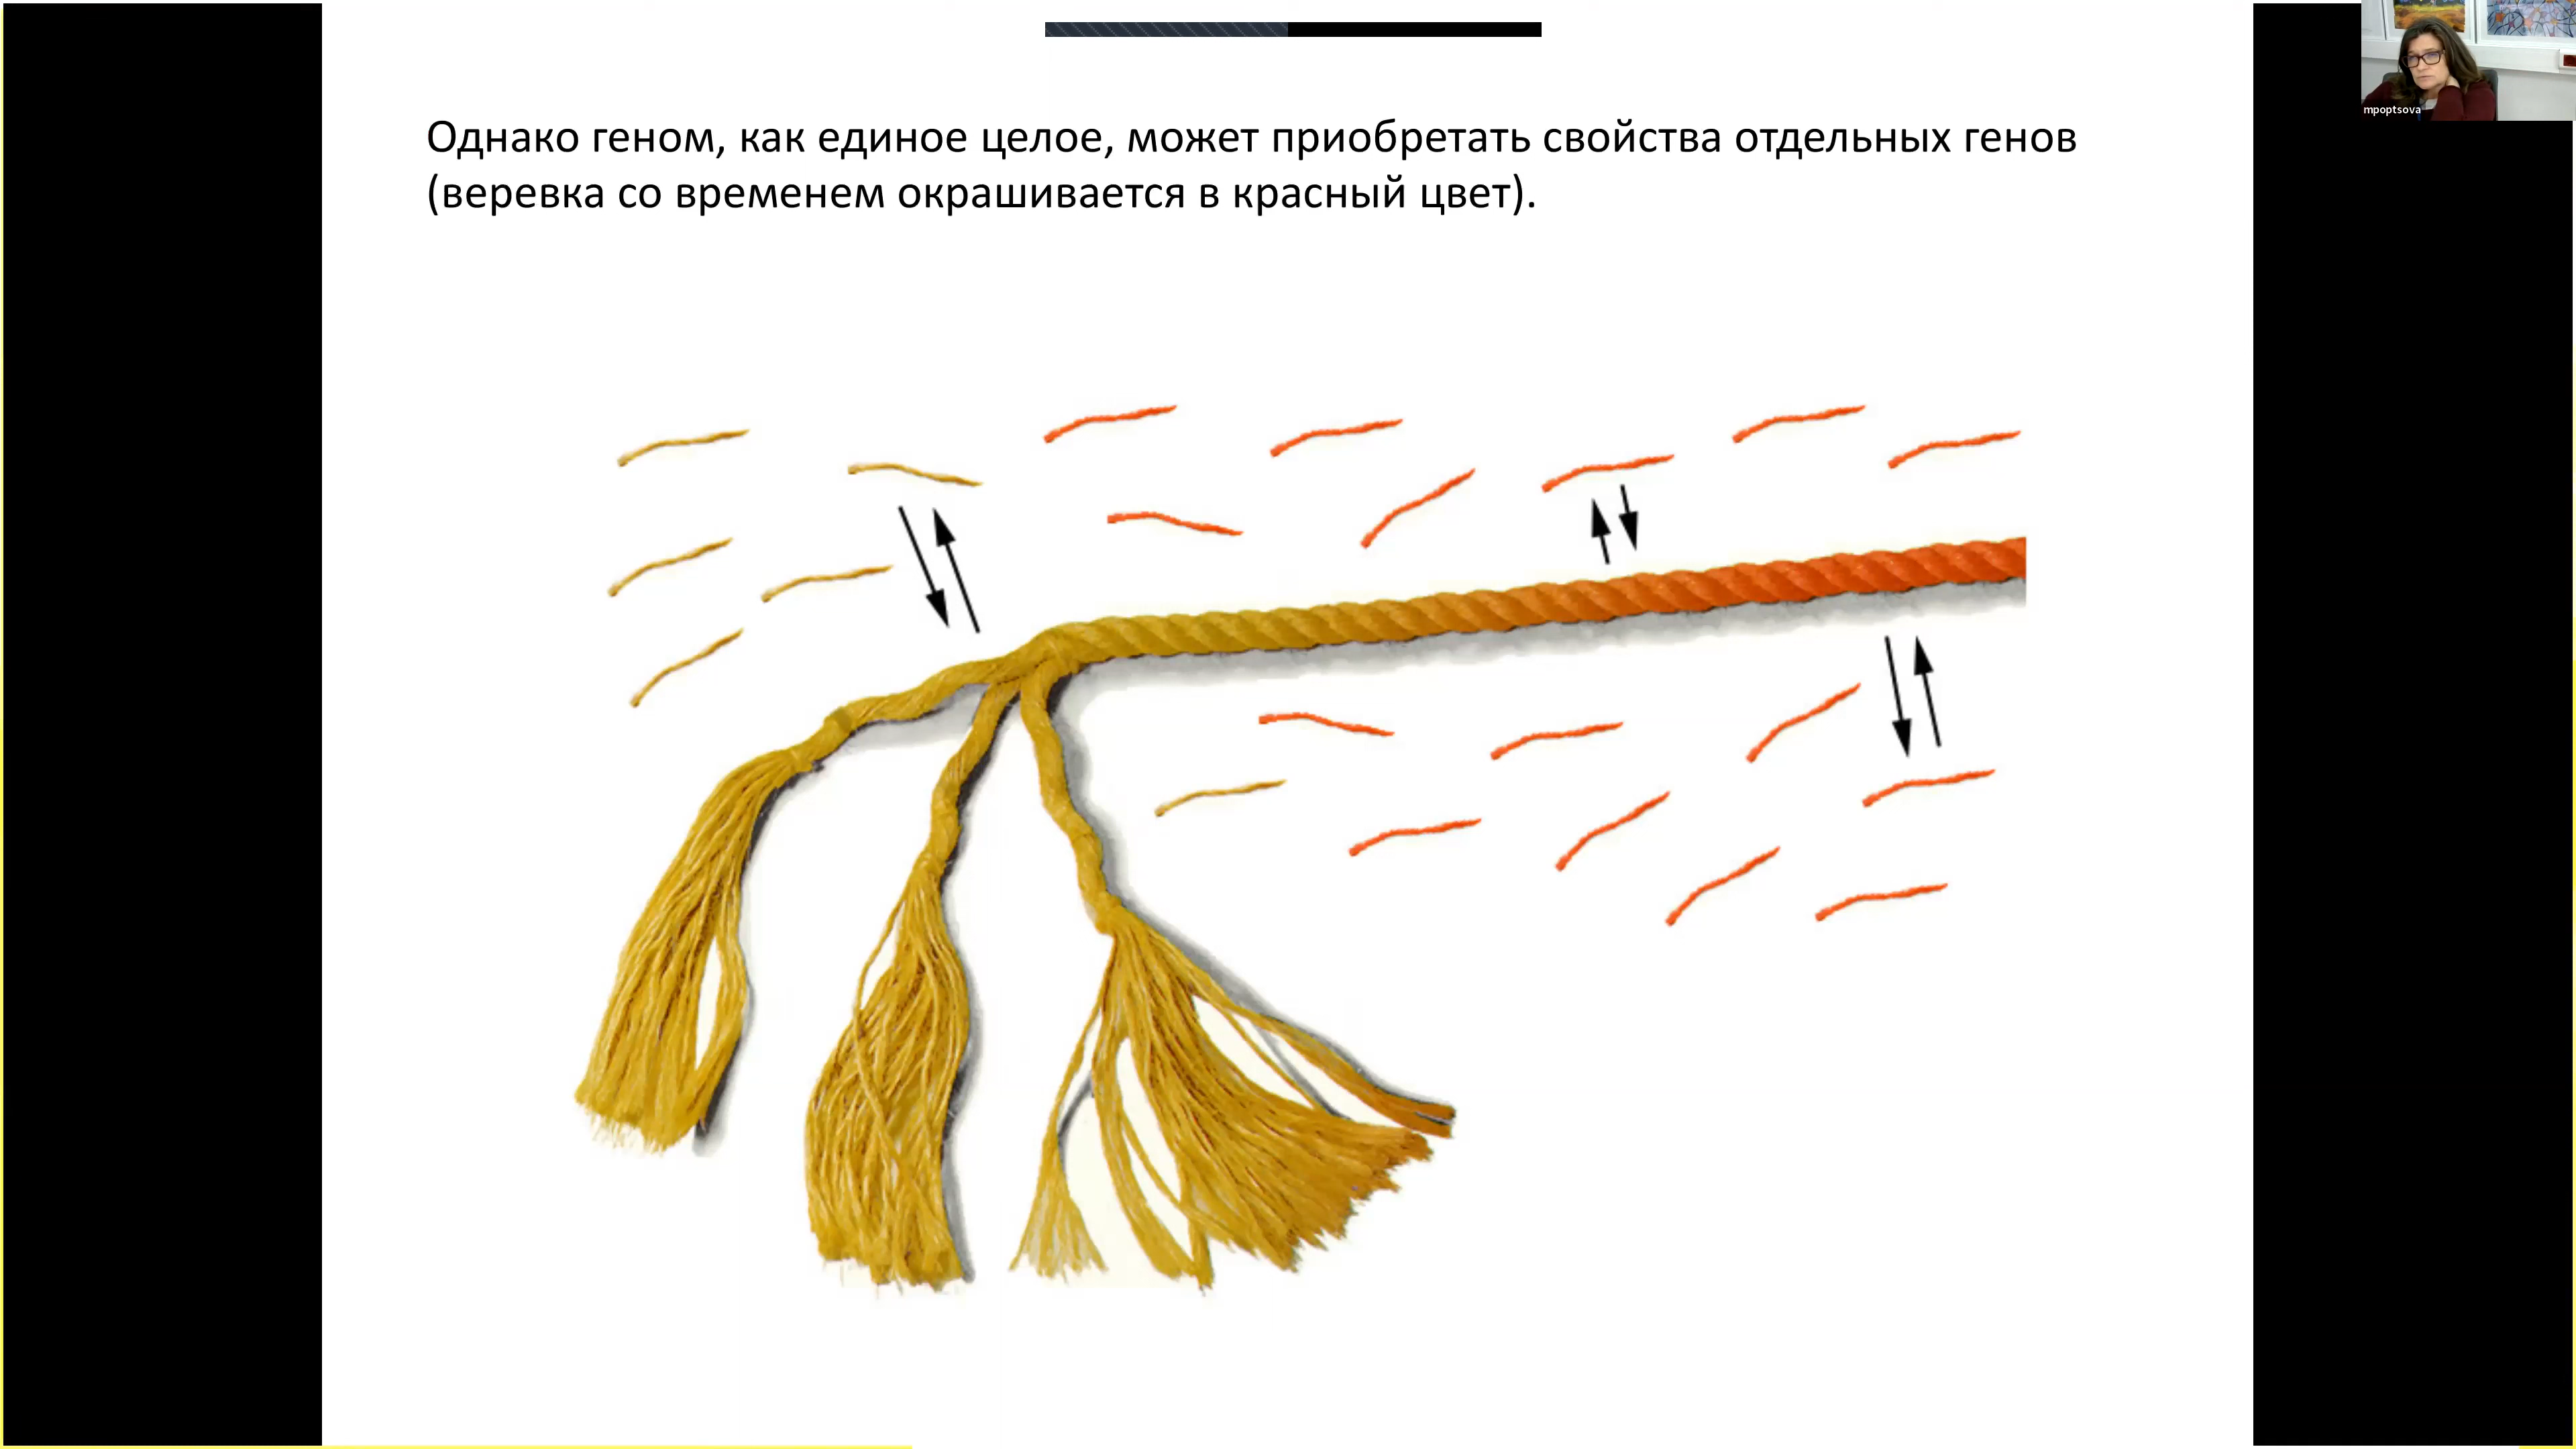 mpoptsova
Однако геном, как единое целое, может приобретать свойства отдельных генов
(веревка со временем окрашивается в красный цвет).